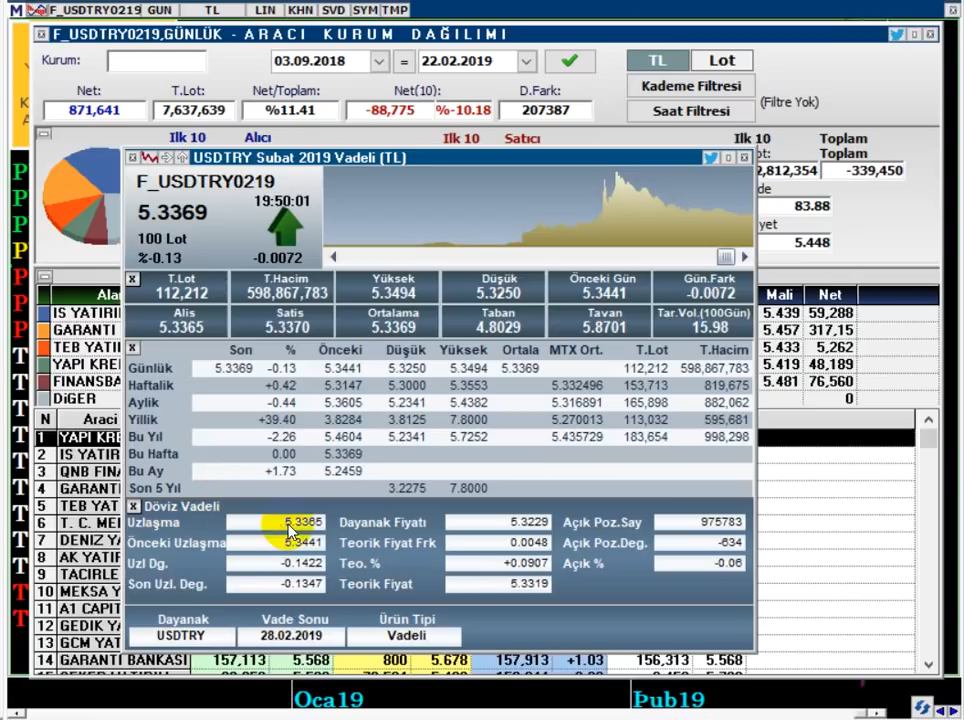 M F_USDTRY0219 GUN TL LIN KHN SVD SYM TMP
F_USDTRY0219,GÜNLÜK - ARACI KURUM DAĞILIMI
Kurum: 03.09.2018 = 22.02.2019 TL Lot
Kademe Filtresi
Net: T.Lot: Net/Toplam: Net(10): D.Fark:
871,641 7,637,639 %11.41 -88,775 %-10.18 207387 Saat Filtresi (Filtre Yok)
Ilk 10 Alıcı Ilk 10 Satıcı Ilk 10 Toplam
ot: Toplam
812,354 -339,450
de
83.88
yet
5.448
USDTRY Subat 2019 Vadeli (TL)
F_USDTRY0219
5.3369 19:50:01
100 Lot
%-0.13 -0.0072
T.Lot T.Hacim Yüksek Düşük Önceki Gün Gün.Fark
112,212 598,867,783 5.3494 5.3250 5.3441 -0.0072
Alis Satis Ortalama Taban Tavan Tar.Vol.(100Gün)
5.3365 5.3370 5.3369 4.8029 5.8701 15.98
Son % Önceki Düşük Yüksek Ortala MTX Ort. T.Lot T.Hacim
Günlük 5.3369 -0.13 5.3441 5.3250 5.3494 5.3369 112,212 598,867,783
Haftalik +0.42 5.3147 5.3000 5.3553 5.332496 153,713 819,675
Aylik -0.44 5.3605 5.2341 5.4382 5.316891 165,898 882,062
Yillik +39.40 3.8284 3.8125 7.8000 5.270013 113,032 595,681
Bu Yıl -2.26 5.4604 5.2341 5.7252 5.435729 183,654 998,298
Bu Hafta 0.00 5.3369
Bu Ay +1.73 5.2459
Son 5 Yıl 3.2275 7.8000
Döviz Vadeli
Uzlaşma 5.3365 Dayanak Fiyatı 5.3229 Açık Poz.Say 975783
Önceki Uzlaşma 5.3441 Teorik Fiyat Frk 0.0048 Açık Poz.Deg. -634
Uzl Dg. -0.1422 Teo. % +0.0907 Açık % -0.06
Son Uzl. Deg. -0.1347 Teorik Fiyat 5.3319
Dayanak Vade Sonu Ürün Tipi
USDTRY 28.02.2019 Vadeli
Alan Mali Net
IS YATIRI 5.439 59,288
GARANTI 5.457 317,15
TEB YATI 5.433 5,262
YAPI KRE 5.419 48,189
FINANSBA 5.481 76,560
DiGER 0
N Araci
1 YAPI KRE
2 IS YATIR
3 QNB FINA
4 GARANT
5 TEB YAT
6 T. C. ME
7 DENIZ Y
8 AK YATI
9 TACIRLE
10 MEKSA Y
11 A1 CAPIT
12 GEDIK Y
13 GCM YAT
14 GARANTI BANKASI 157,113 5.568 800 5.678 157,913 +1.03 156,313 5.568
P
P
P
P
P
P
P
T
T
T
T
T
T
T
T
T
T
T
Oca19 Þub19